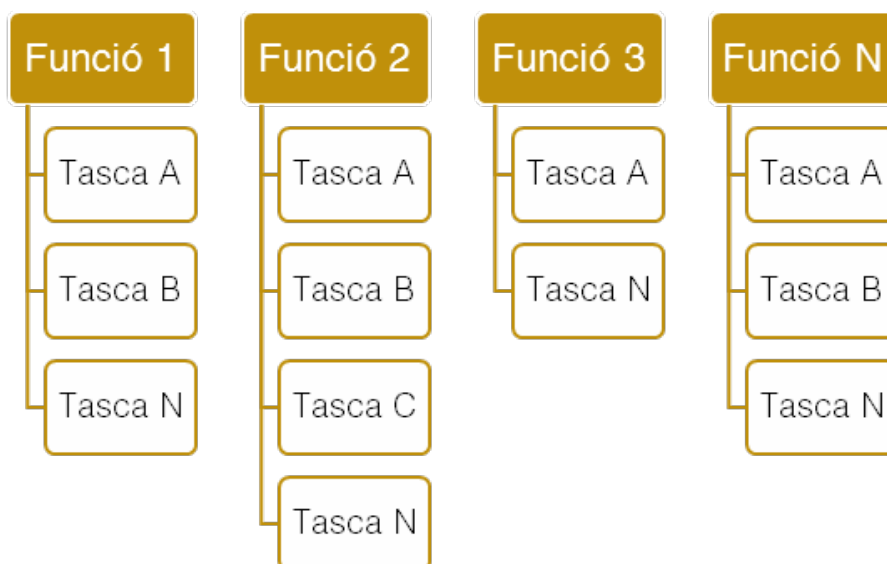 Funció 1
Tasca A
Tasca B
Tasca N
Funció 2
Tasca A
Tasca B
Tasca C
Tasca N
Funció 3
Tasca A
Tasca N
Funció N
Tasca A
Tasca B
Tasca N